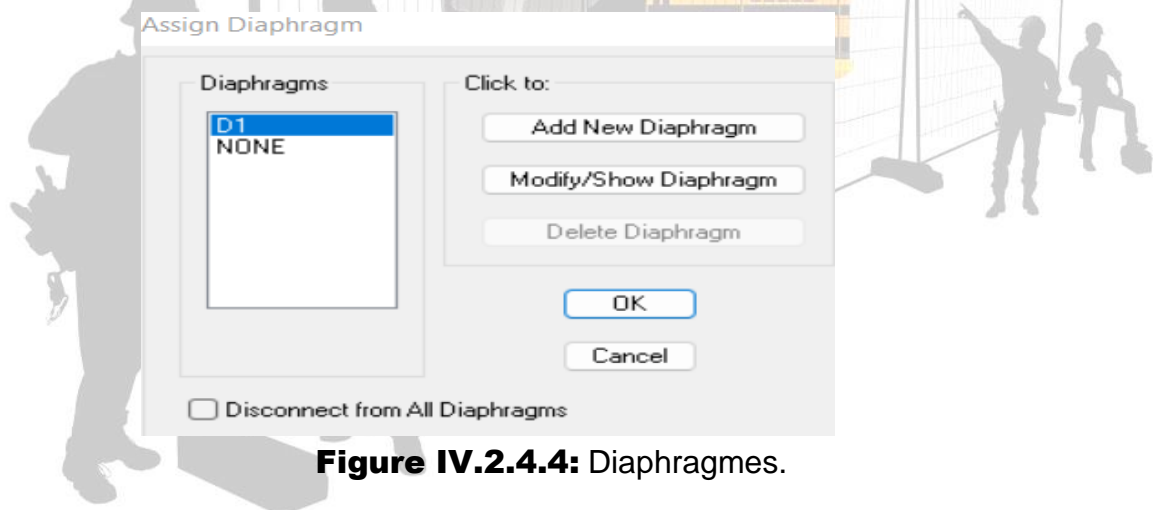 Assign Diaphragm
Diaphragms
Click to:
D1
NONE
Add New Diaphragm
Modify/Show Diaphragm
Delete Diaphragm
OK
Cancel
Disconnect from All Diaphragms
Figure IV.2.4.4: Diaphragmes.